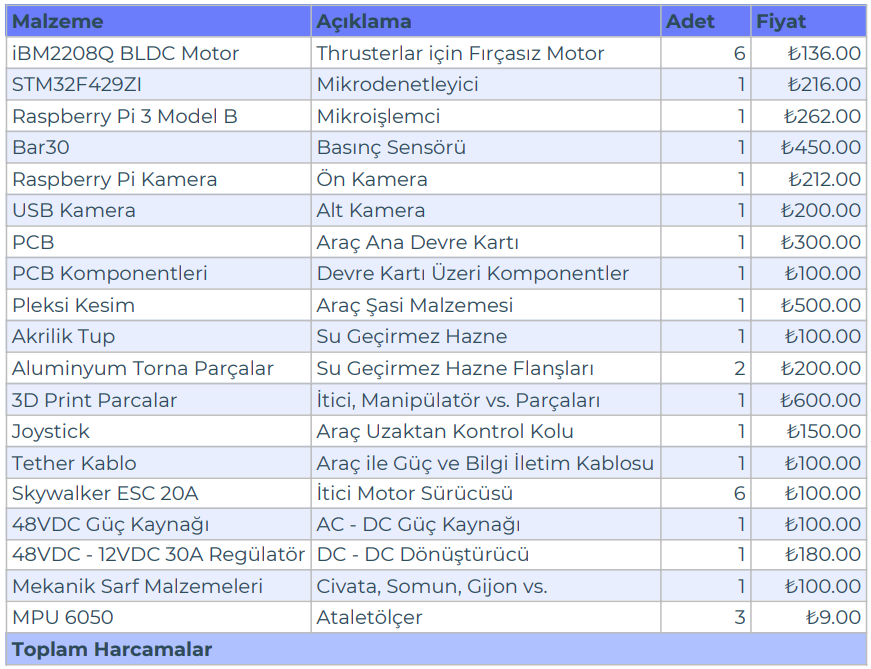 Malzeme Açıklama Adet Fiyat
iBM2208Q BLDC Motor Thrusterlar için Fırçasız Motor 6 ₺136.00
STM32F429ZI Mikrodenetleyici 1 ₺216.00
Raspberry Pi 3 Model B Mikroişlemci 1 ₺262.00
Bar30 Basınç Sensörü 1 ₺450.00
Raspberry Pi Kamera Ön Kamera 1 ₺212.00
USB Kamera Alt Kamera 1 ₺200.00
PCB Araç Ana Devre Kartı 1 ₺300.00
PCB Komponentleri Devre Kartı Üzeri Komponentler 1 ₺100.00
Pleksi Kesim Araç Şasi Malzemesi 1 ₺500.00
Akrilik Tup Su Geçirmez Hazne 1 ₺100.00
Aluminyum Torna Parçalar Su Geçirmez Hazne Flanşları 2 ₺200.00
3D Print Parcalar İtici, Manipülatör vs. Parçaları 1 ₺600.00
Joystick Araç Uzaktan Kontrol Kolu 1 ₺150.00
Tether Kablo Araç ile Güç ve Bilgi İletim Kablosu 1 ₺100.00
Skywalker ESC 20A İtici Motor Sürücüsü 6 ₺100.00
48VDC Güç Kaynağı AC - DC Güç Kaynağı 1 ₺100.00
48VDC - 12VDC 30A Regülatör DC - DC Dönüştürücü 1 ₺180.00
Mekanik Sarf Malzemeleri Civata, Somun, Gijon vs. 1 ₺100.00
MPU 6050 Ataletölçer 3 ₺9.00
Toplam Harcamalar